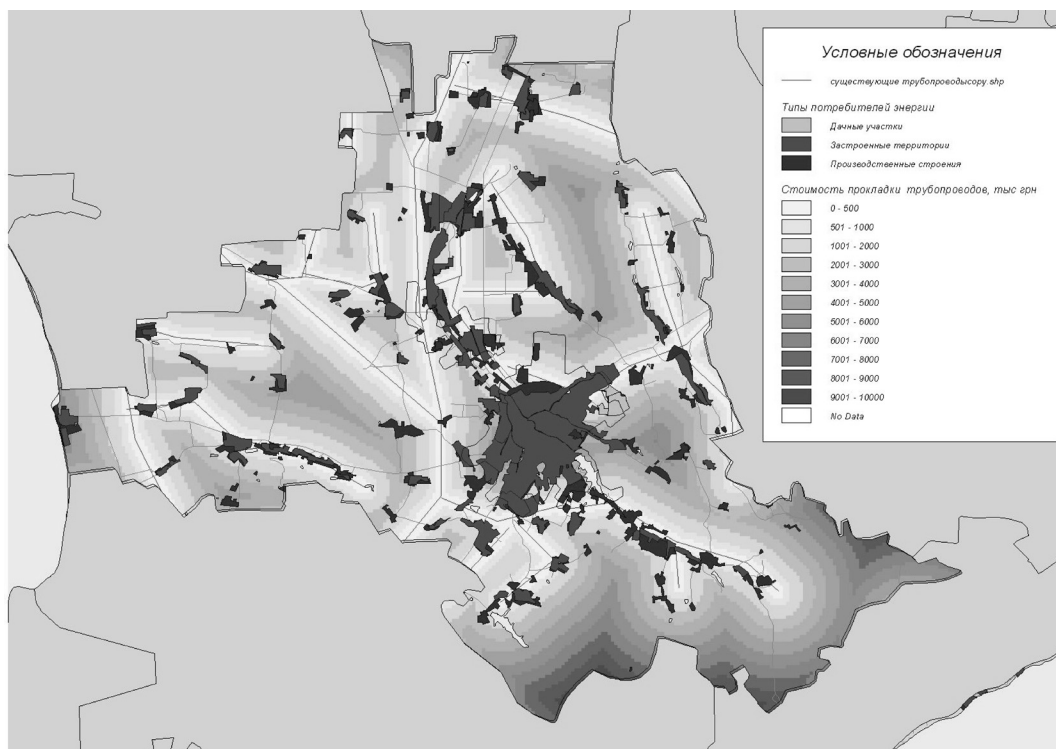 Условные обозначения
существующие трубопроводыcopy.shp
Типы потребителей энергии
Дачные участки
Застроенные территории
Производственные строения
Стоимость прокладки трубопроводов, тыс грн
0 - 500
501 - 1000
1001 - 2000
2001 - 3000
3001 - 4000
4001 - 5000
5001 - 6000
6001 - 7000
7001 - 8000
8001 - 9000
9001 - 10000
No Data